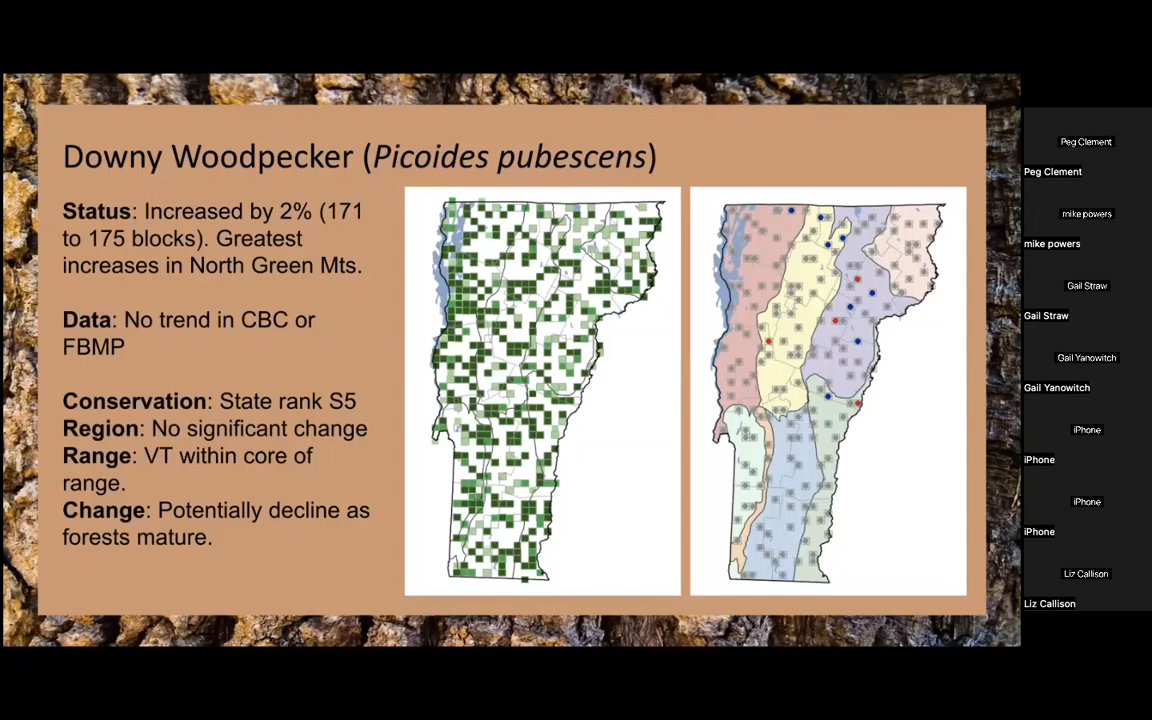 Downy Woodpecker (Picoides pubescens)
Status: Increased by 2% (171
to 175 blocks). Greatest
increases in North Green Mts.
Data: No trend in CBC or
FBMP
Conservation: State rank S5
Region: No significant change
Range: VT within core of
range.
Change: Potentially decline as
forests mature.
Peg Clement
Peg Clement
mike powers
mike powers
Gail Straw
Gail Straw
Gail Yanowitch
Gail Yanowitch
iPhone
iPhone
iPhone
iPhone
Liz Callison
Liz Callison